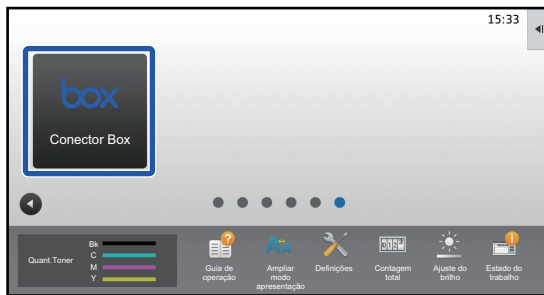 15:33
box
Conector Box
Quant.Toner
Bk
C
M
Y
Guia de
operação
Ampliar
modo
apresentação
Definições
Contagem
total
Ajuste do
brilho
Estado do
trabalho